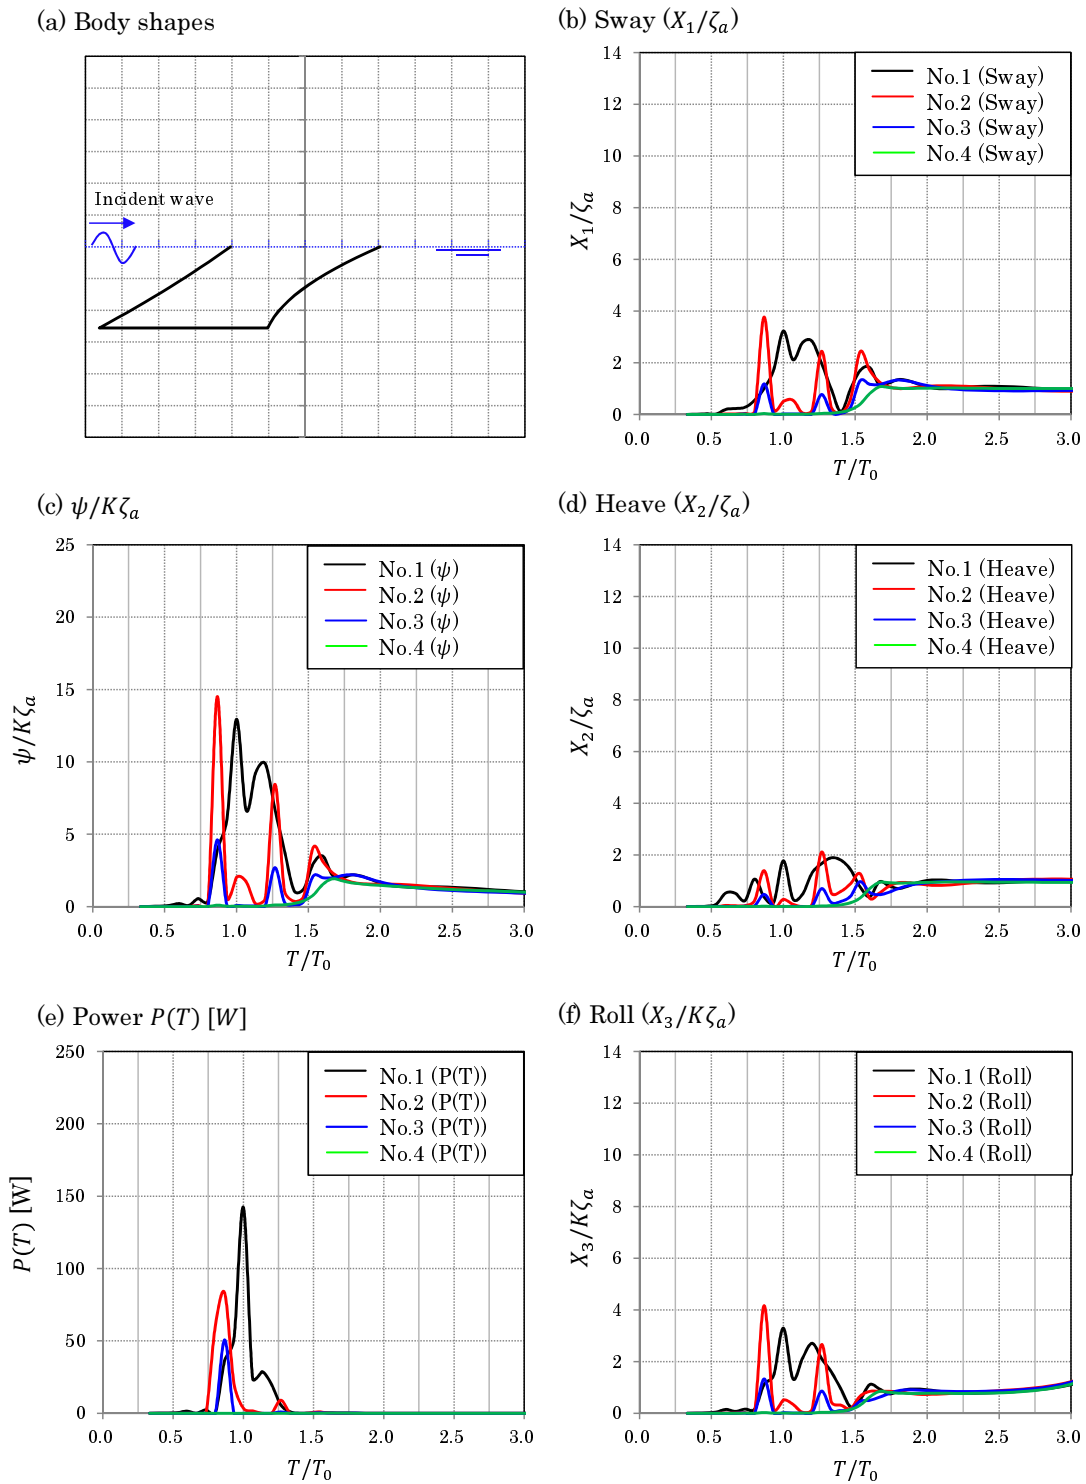 (a) Body shapes
Incident wave
(b) Sway (X₁/ζₐ)
14
12
10
8
6
4
2
0
X₁/ζₐ
No.1 (Sway)
No.2 (Sway)
No.3 (Sway)
No.4 (Sway)
0.0 0.5 1.0 1.5 2.0 2.5 3.0
T/T₀
(c) ψ/Kζₐ
25
20
15
10
5
0
ψ/Kζₐ
No.1 (ψ)
No.2 (ψ)
No.3 (ψ)
No.4 (ψ)
0.0 0.5 1.0 1.5 2.0 2.5 3.0
T/T₀
(d) Heave (X₂/ζₐ)
14
12
10
8
6
4
2
0
X₂/ζₐ
No.1 (Heave)
No.2 (Heave)
No.3 (Heave)
No.4 (Heave)
0.0 0.5 1.0 1.5 2.0 2.5 3.0
T/T₀
(e) Power P(T) [W]
250
200
150
100
50
0
P(T) [W]
No.1 (P(T))
No.2 (P(T))
No.3 (P(T))
No.4 (P(T))
0.0 0.5 1.0 1.5 2.0 2.5 3.0
T/T₀
(f) Roll (X₃/Kζₐ)
14
12
10
8
6
4
2
0
X₃/Kζₐ
No.1 (Roll)
No.2 (Roll)
No.3 (Roll)
No.4 (Roll)
0.0 0.5 1.0 1.5 2.0 2.5 3.0
T/T₀